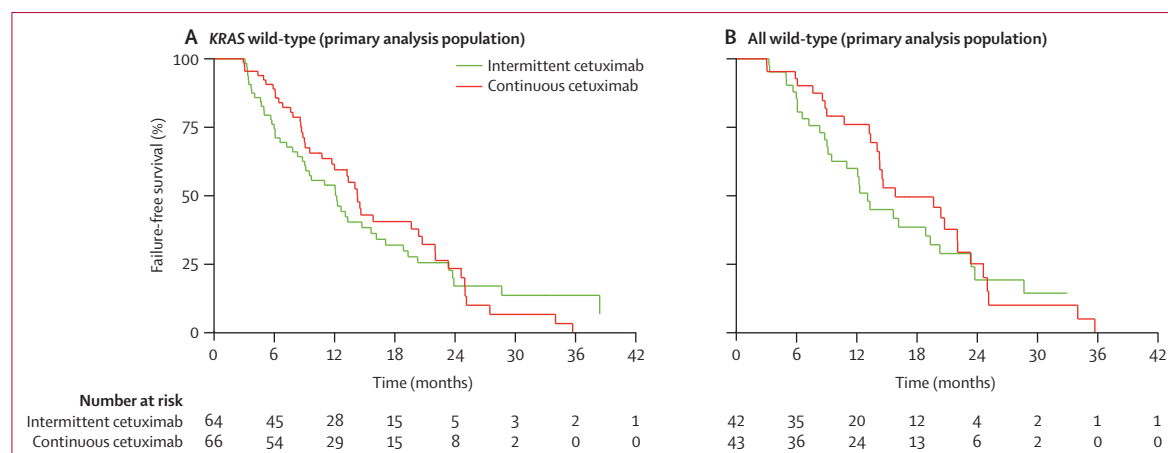 A KRAS wild-type (primary analysis population)
B All wild-type (primary analysis population)
Intermittent cetuximab
Continuous cetuximab
Failure-free survival (%)
100
75
50
25
0
0 6 12 18 24 30 36 42
Time (months)
0 6 12 18 24 30 36 42
Time (months)
Number at risk
Intermittent cetuximab 64 45 28 15 5 3 2 1 42 35 20 12 4 2 1 1
Continuous cetuximab 66 54 29 15 8 2 0 0 43 36 24 13 6 2 0 0